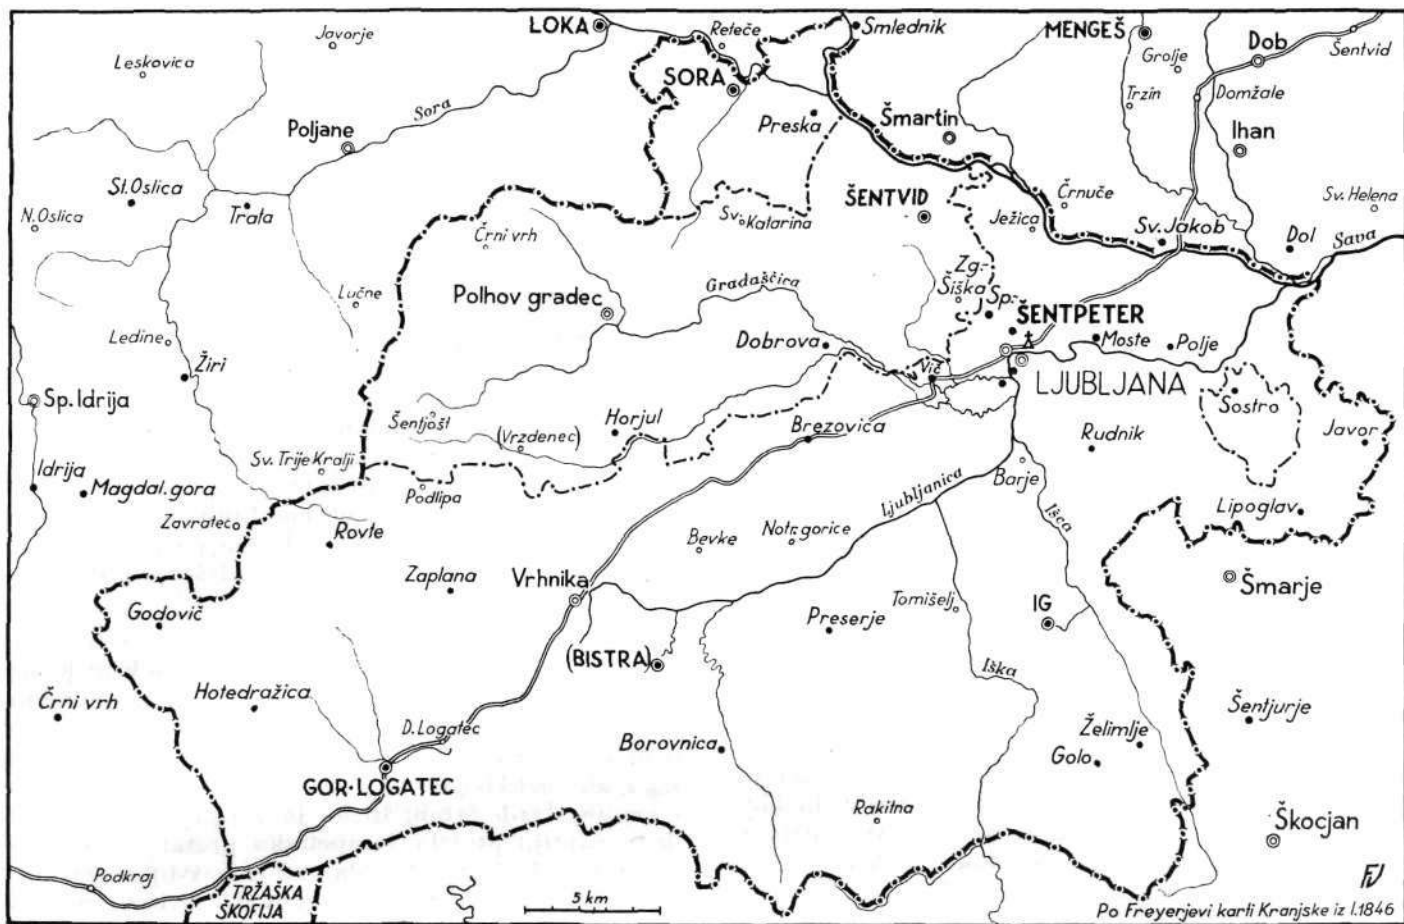 LOKA
Javorje
Leskovica
Reteče
Smlednik
MENGEŠ
Grolje
Dob
Šentvid
SORA
Sora
Poljane
Preska
Šmartin
Trzin
Domžale
Ihan
St. Oslica
N. Oslica
Trata
Črni vrh
Sv. Katarina
ŠENTVID
Ježica
Črnuče
Sv. Jakob
Sv. Helena
Dol
Sava
Lučne
Ledine
Žiri
Polhov gradec
Gradaščica
Dobrova
Zg.-
Šiška
Sp.-
ŠENTPETER
Moste
Polje
Vič
LJUBLJANA
Sp. Idrija
Šentjošt
(Vrzdenec)
Horjul
Brezovica
Rudnik
Sostro
Javor
Idrija
Magdal. gora
Sv. Trije Kralji
Podlipa
Barje
Ljubljanica
Išca
Lipoglav
Zavratec
Rovte
Bevke
Notr. gorice
Zaplana
Vrhnika
Šmarje
Godovič
Preserje
Tomišelj
IG
(BISTRA)
Iška
Črni vrh
Hotedražica
D. Logatec
Borovnica
Želimlje
Golo
Šentjurje
GOR. LOGATEC
Rakitna
Škocjan
Podkraj
TRŽAŠKA
ŠKOFIJA
5 km
Po Freyerjevi karti Kranjske iz l. 1846